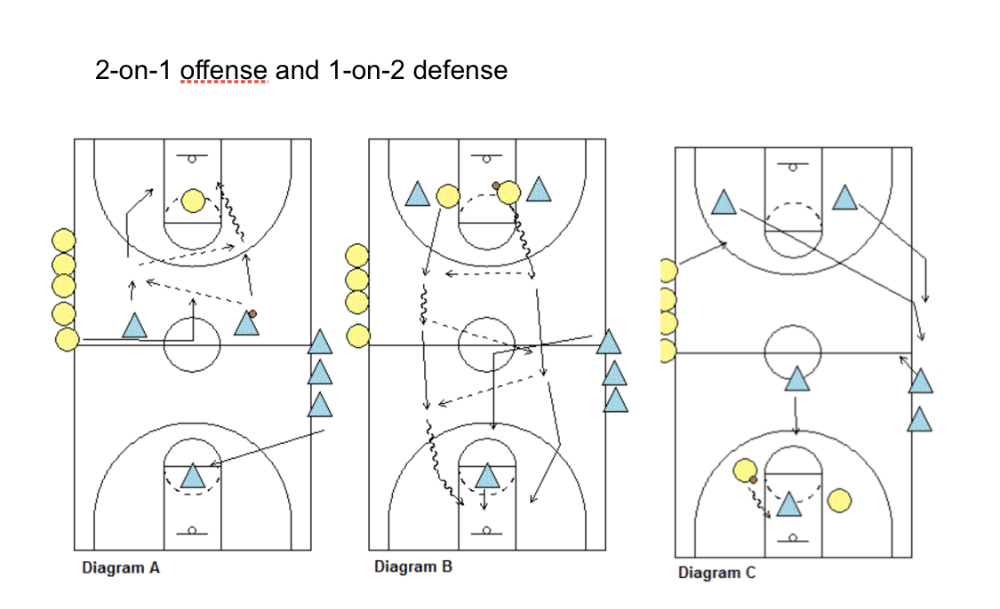 2-on-1 offense and 1-on-2 defense
Diagram A
Diagram B
Diagram C